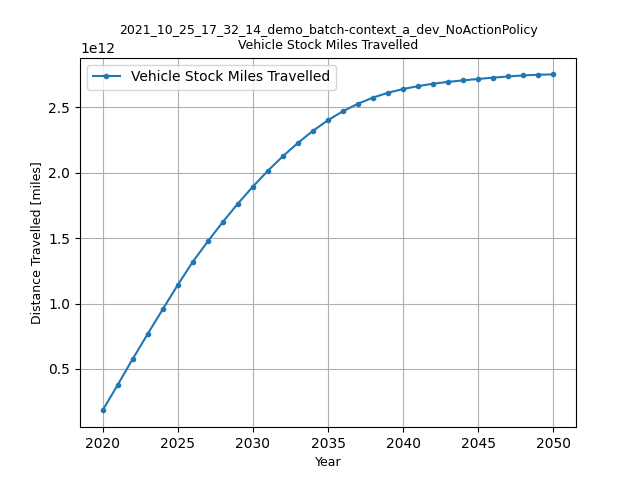 2021_10_25_17_32_14_demo_batch-context_a_dev_NoActionPolicy
Vehicle Stock Miles Travelled
1e12
Vehicle Stock Miles Travelled
2.5
2.0
1.5
1.0
0.5
Distance Travelled [miles]
2020 2025 2030 2035 2040 2045 2050
Year